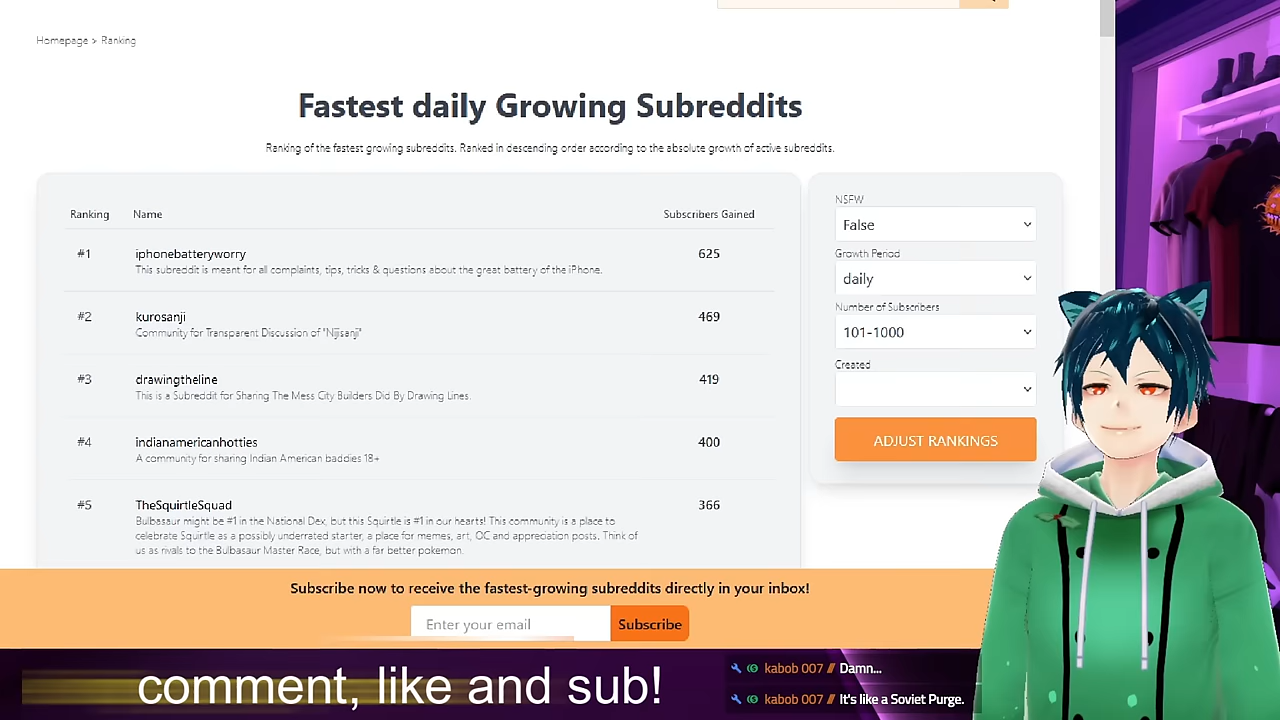 Homepage > Ranking
Fastest daily Growing Subreddits
Ranking of the fastest growing subreddits. Ranked in descending order according to the absolute growth of active subreddits.
Ranking Name Subscribers Gained
#1 iphonebatteryworry 625
This subreddit is meant for all complaints, tips, tricks & questions about the great battery of the iPhone.
#2 kurosanji 469
Community for Transparent Discussion of "Nijisanji"
#3 drawingtheline 419
This is a Subreddit for Sharing The Mess City Builders Did By Drawing Lines.
#4 indianamericanhotties 400
A community for sharing Indian American baddies 18+
#5 TheSquirtleSquad 366
Bulbasaur might be #1 in the National Dex, but this Squirtle is #1 in our hearts! This community is a place to
celebrate Squirtle as a possibly underrated starter, a place for memes, art, OC and appreciation posts. Think of
us as rivals to the Bulbasaur Master Race, but with a far better pokemon.
NSFW
False
Growth Period
daily
Number of Subscribers
101-1000
Created
ADJUST RANKINGS
Subscribe now to receive the fastest-growing subreddits directly in your inbox!
Enter your email Subscribe
comment, like and sub!
kabob 007 // Damn...
kabob 007 // It's like a Soviet Purge.